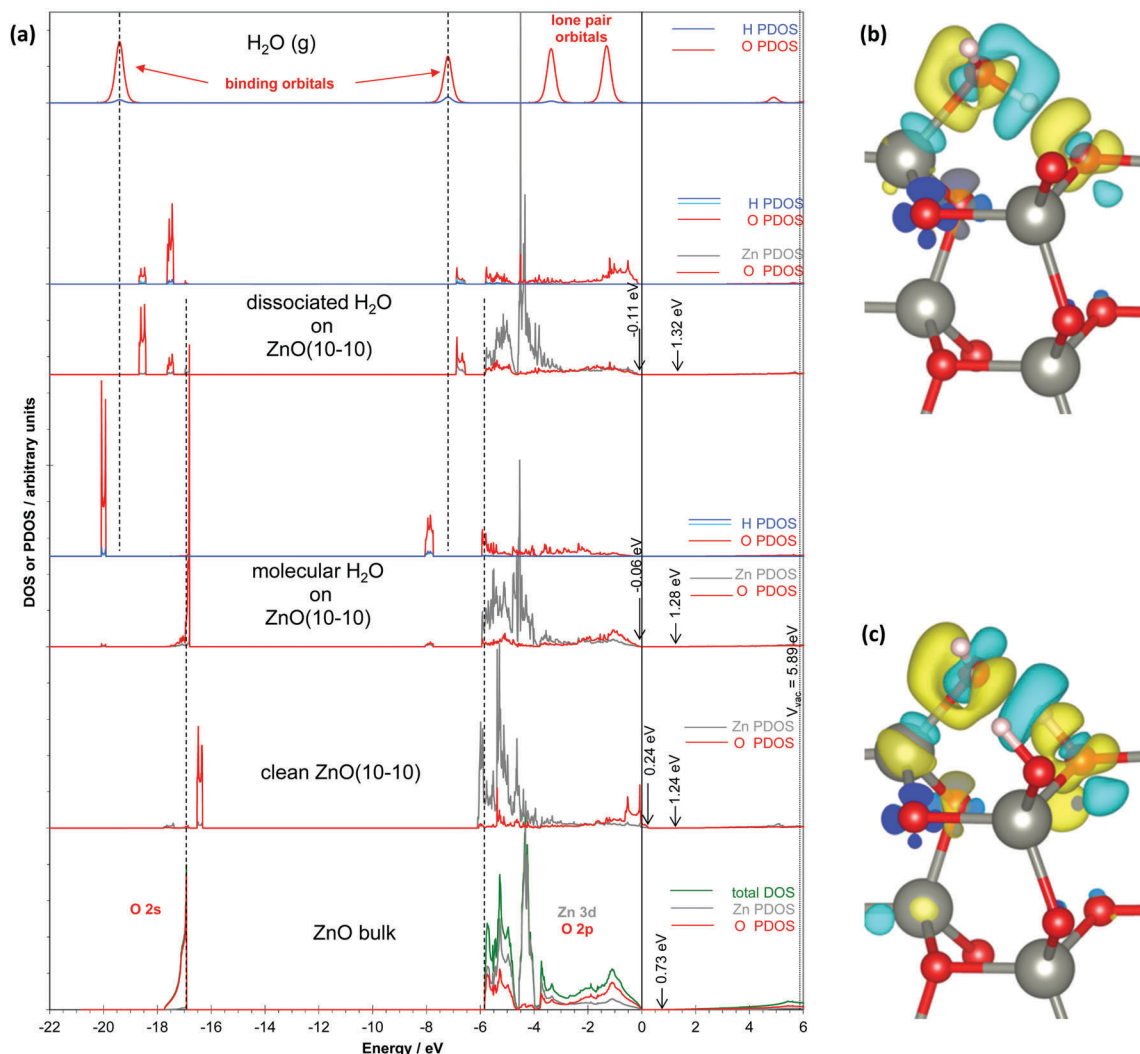 (a)
H₂O (g)
lone pair
orbitals
H PDOS
O PDOS
binding orbitals
H PDOS
O PDOS
Zn PDOS
O PDOS
dissociated H₂O
on
ZnO(10-10)
-0.11 eV
1.32 eV
H PDOS
O PDOS
molecular H₂O
on
ZnO(10-10)
Zn PDOS
O PDOS
-0.06 eV
1.28 eV
Vvac = 5.89 eV
clean ZnO(10-10)
Zn PDOS
O PDOS
0.24 eV
1.24 eV
O 2s
ZnO bulk
Zn 3d
O 2p
total DOS
Zn PDOS
O PDOS
0.73 eV
DOS or PDOS / arbitrary units
-22 -20 -18 -16 -14 -12 -10 -8 -6 -4 -2 0 2 4 6
Energy / eV
(b)
(c)